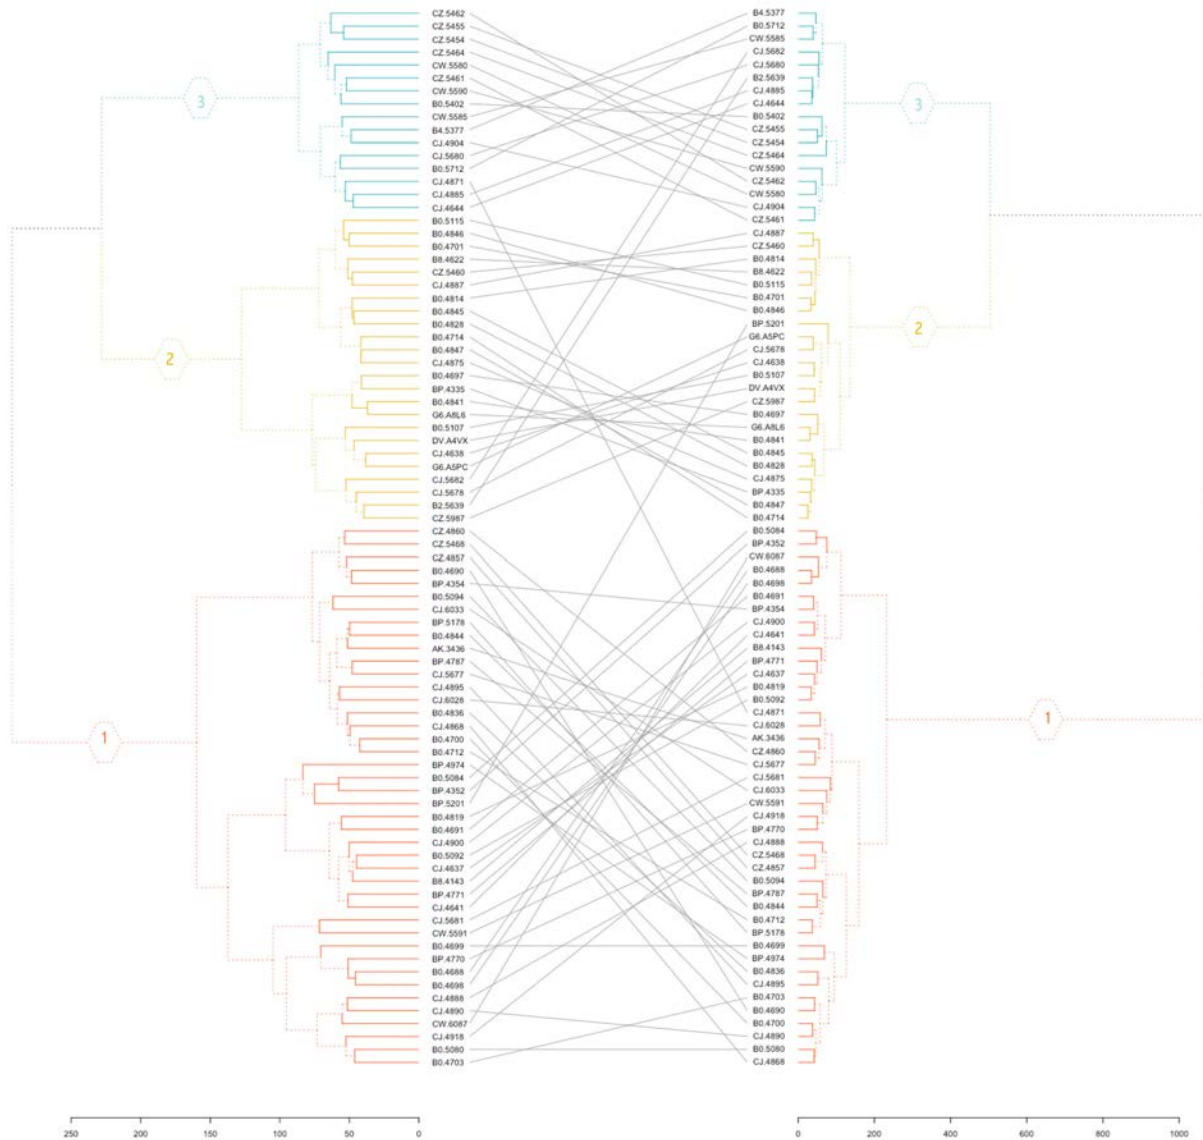 CZ.5462 B4.5377
CZ.5455 B0.5712
CZ.5454 CW.5585
CZ.5464 CJ.5682
CW.5580 CJ.5680
CZ.5461 B2.5639
CW.5590 CJ.4885
B0.5402 CJ.4644
3 3
CW.5585 B0.5402
B4.5377 CZ.5455
CJ.4904 CZ.5454
CJ.5680 CZ.5464
B0.5712 CW.5590
CJ.4871 CZ.5462
CJ.4885 CW.5580
CJ.4644 CJ.4904
B0.5115 CZ.5461
B0.4846 CJ.4887
B0.4701 CZ.5460
B8.4622 B0.4814
CZ.5460 B8.4622
CJ.4887 B0.5115
B0.4814 B0.4701
B0.4845 B0.4846
B0.4828 BP.5201
2
B0.4714 G6.A5PC
B0.4847 CJ.5678
2
CJ.4875 CJ.4638
B0.4697 B0.5107
BP.4335 DV.A4VX
B0.4841 CZ.5987
G6.A8L6 B0.4697
B0.5107 G6.A8L6
DV.A4VX B0.4841
CJ.4638 B0.4845
G6.A5PC B0.4828
CJ.5682 CJ.4875
CJ.5678 BP.4335
B2.5639 B0.4847
CZ.5987 B0.4714
CZ.4860 B0.5084
CZ.5468 BP.4352
CZ.4857 CW.6087
B0.4690 B0.4688
BP.4354 B0.4698
B0.5094 B0.4691
CJ.6033 BP.4354
BP.5178 CJ.4900
B0.4844 CJ.4641
AK.3436 B8.4143
BP.4787 BP.4771
CJ.5677 CJ.4637
CJ.4895 B0.4819
CJ.6028 B0.5092
B0.4836 CJ.4871
1
CJ.4868 CJ.6028
B0.4700 AK.3436
1
B0.4712 CZ.4860
BP.4974 CJ.5677
B0.5084 CJ.5681
BP.4352 CJ.6033
BP.5201 CW.5591
B0.4819 CJ.4918
B0.4691 BP.4770
CJ.4900 CJ.4888
B0.5092 CZ.5468
CJ.4637 CZ.4857
B8.4143 B0.5094
BP.4771 BP.4787
CJ.4641 B0.4844
CJ.5681 B0.4712
CW.5591 BP.5178
B0.4699 B0.4699
BP.4770 BP.4974
B0.4688 B0.4836
B0.4698 CJ.4895
CJ.4888 B0.4703
CJ.4890 B0.4690
CW.6087 B0.4700
CJ.4918 CJ.4890
B0.5080 B0.5080
B0.4703 CJ.4868
250 200 150 100 50 0 0 200 400 600 800 1000